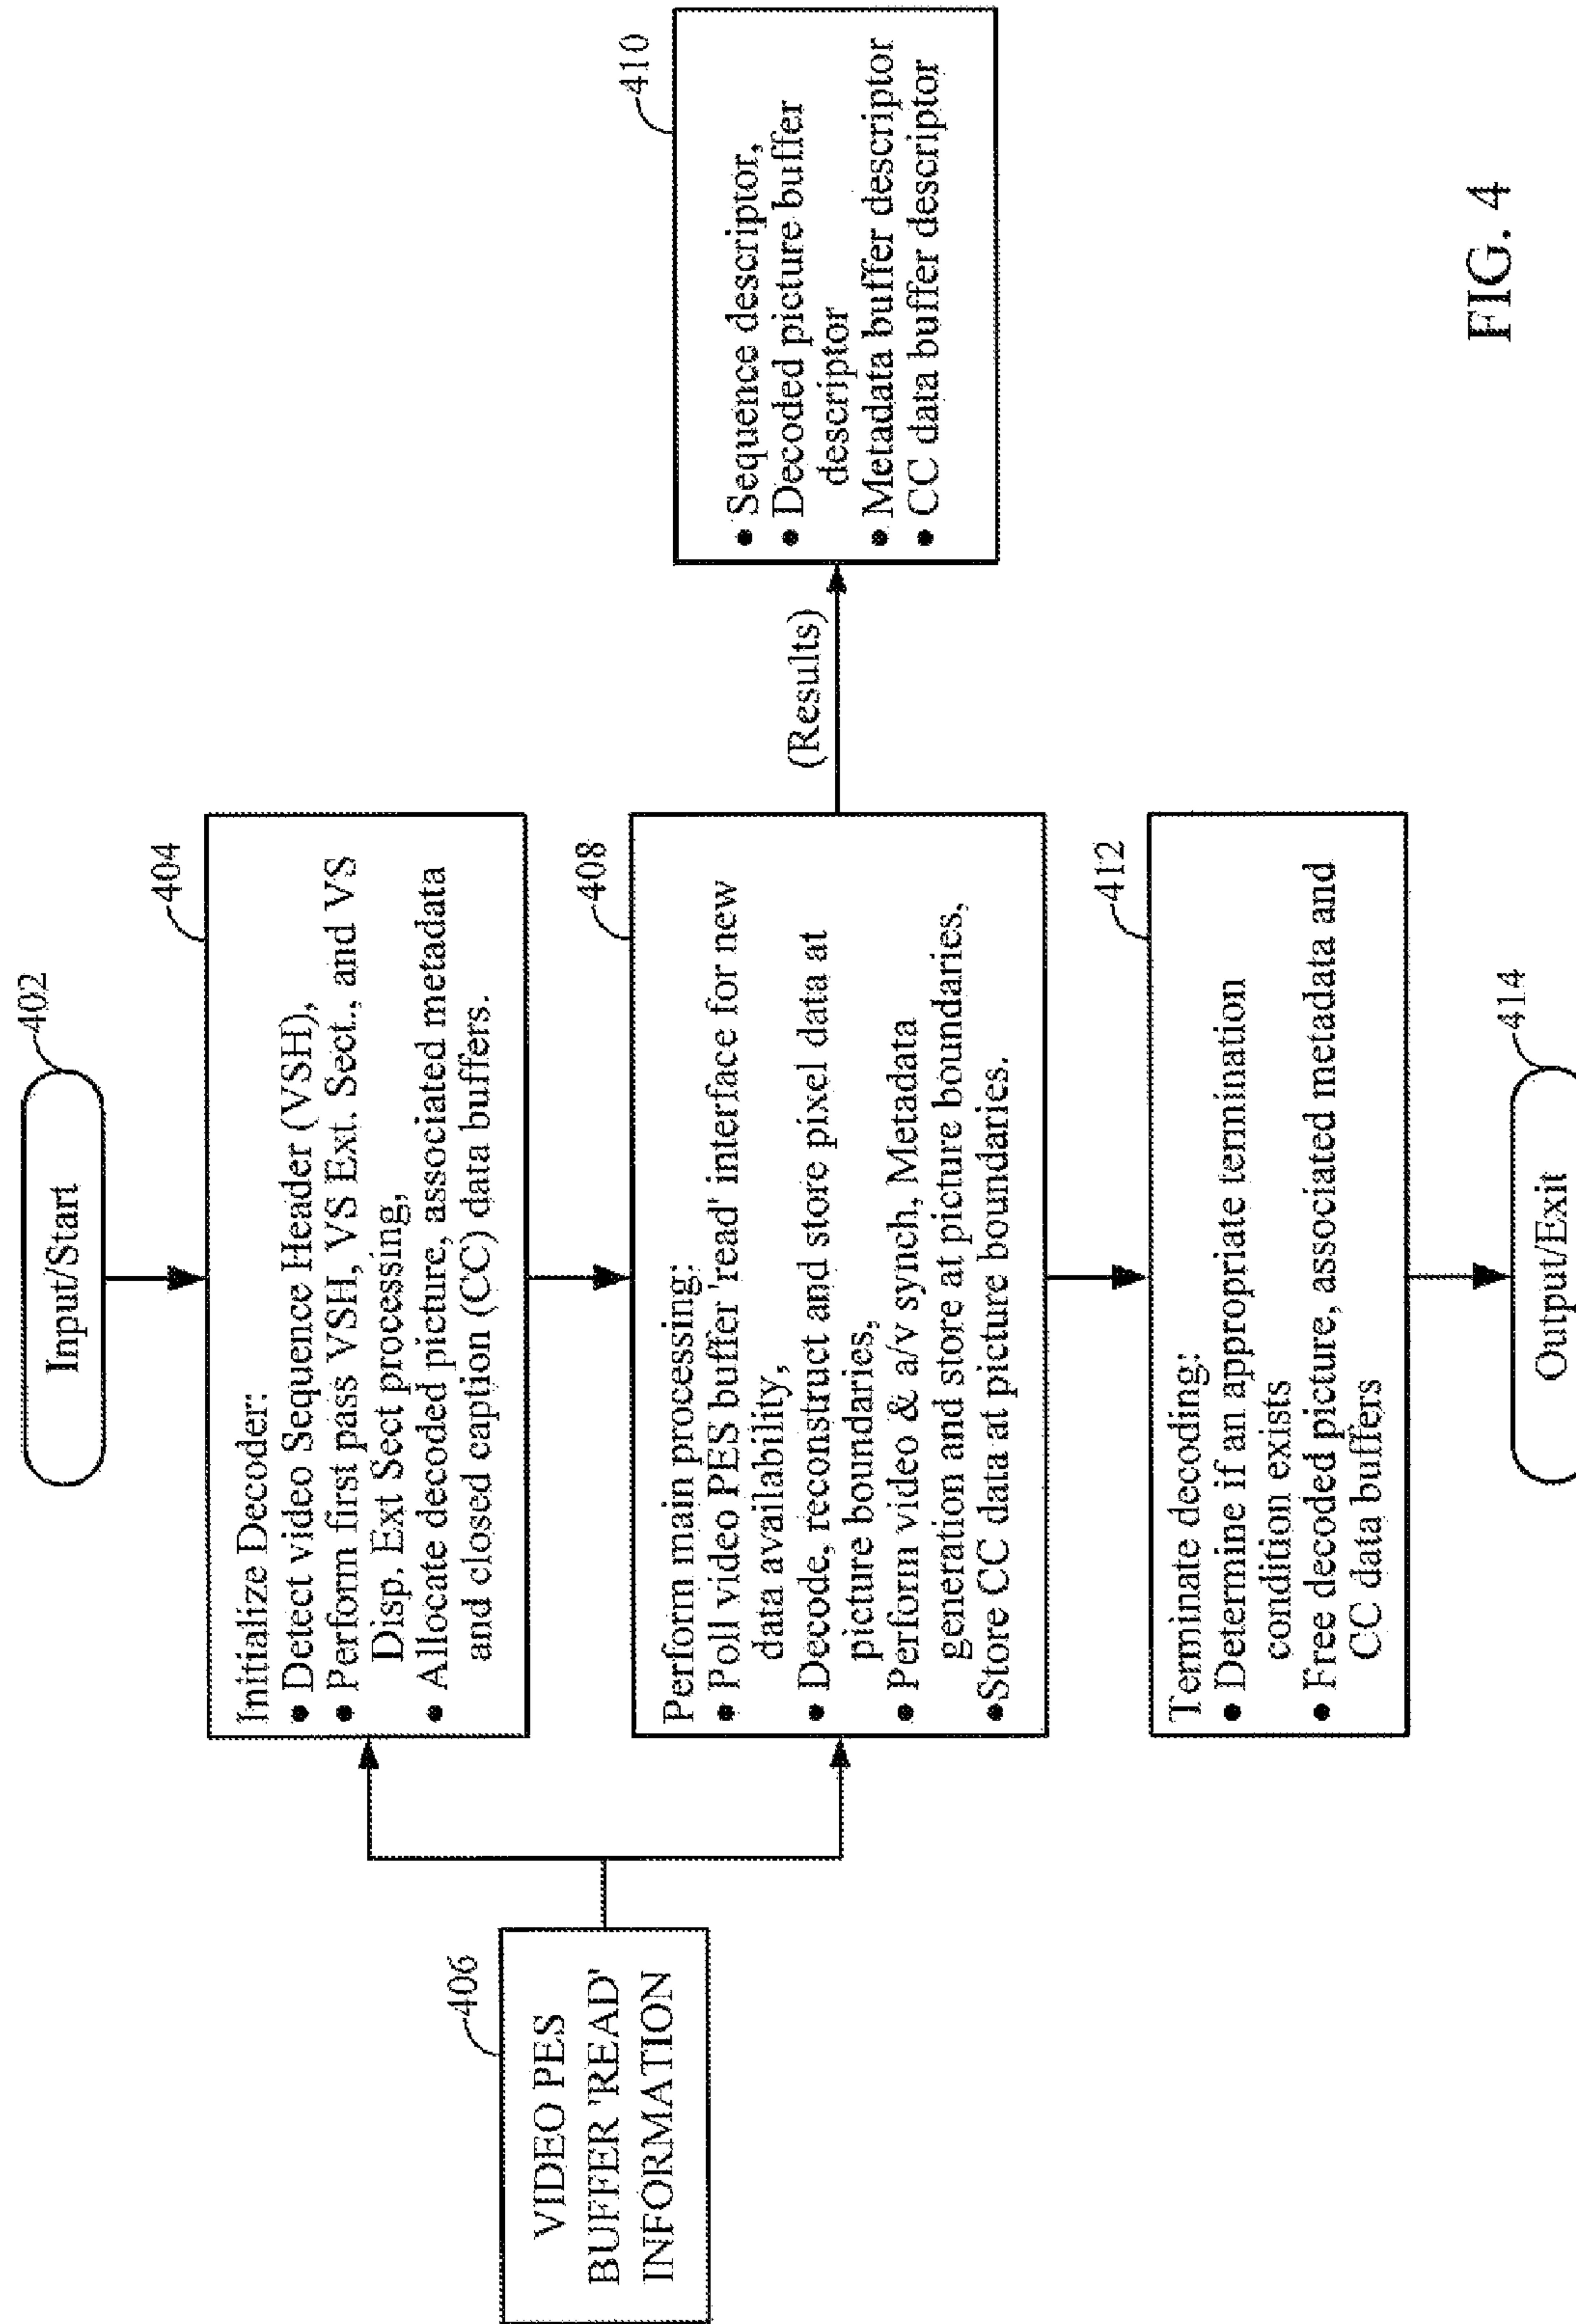 402
Input/Start
404
Initialize Decoder:
• Detect video Sequence Header (VSH),
• Perform first pass VSH, VS Ext. Sect., and VS
Disp. Ext Sect processing,
• Allocate decoded picture, associated metadata
and closed caption (CC) data buffers.
406
VIDEO PES
BUFFER 'READ'
INFORMATION
408
Perform main processing:
• Poll video PES buffer 'read' interface for new
data availability,
• Decode, reconstruct and store pixel data at
picture boundaries,
• Perform video & a/v synch, Metadata
generation and store at picture boundaries,
•Store CC data at picture boundaries.
(Results)
410
• Sequence descriptor,
• Decoded picture buffer
descriptor
• Metadata buffer descriptor
• CC data buffer descriptor
412
Terminate decoding:
• Determine if an appropriate termination
condition exists
• Free decoded picture, associated metadata and
CC data buffers
414
Output/Exit
FIG. 4